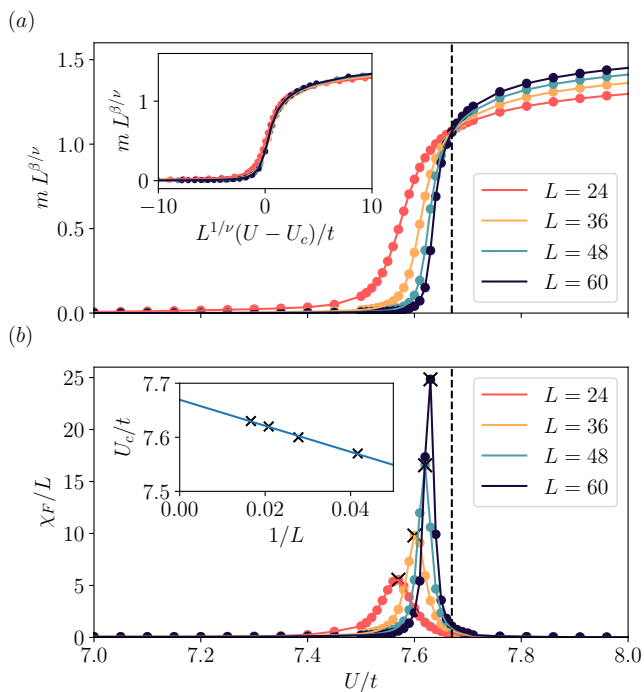 (a)
1.5
1.0
0.5
0.0
m L^{β/ν}
1
0
m L^{β/ν}
−10 0 10
L^{1/ν}(U − U_c)/t
L = 24
L = 36
L = 48
L = 60
(b)
25
20
15
10
5
0
χ_F/L
7.7
7.6
7.5
U_c/t
0.00 0.02 0.04
1/L
L = 24
L = 36
L = 48
L = 60
7.0 7.2 7.4 7.6 7.8 8.0
U/t